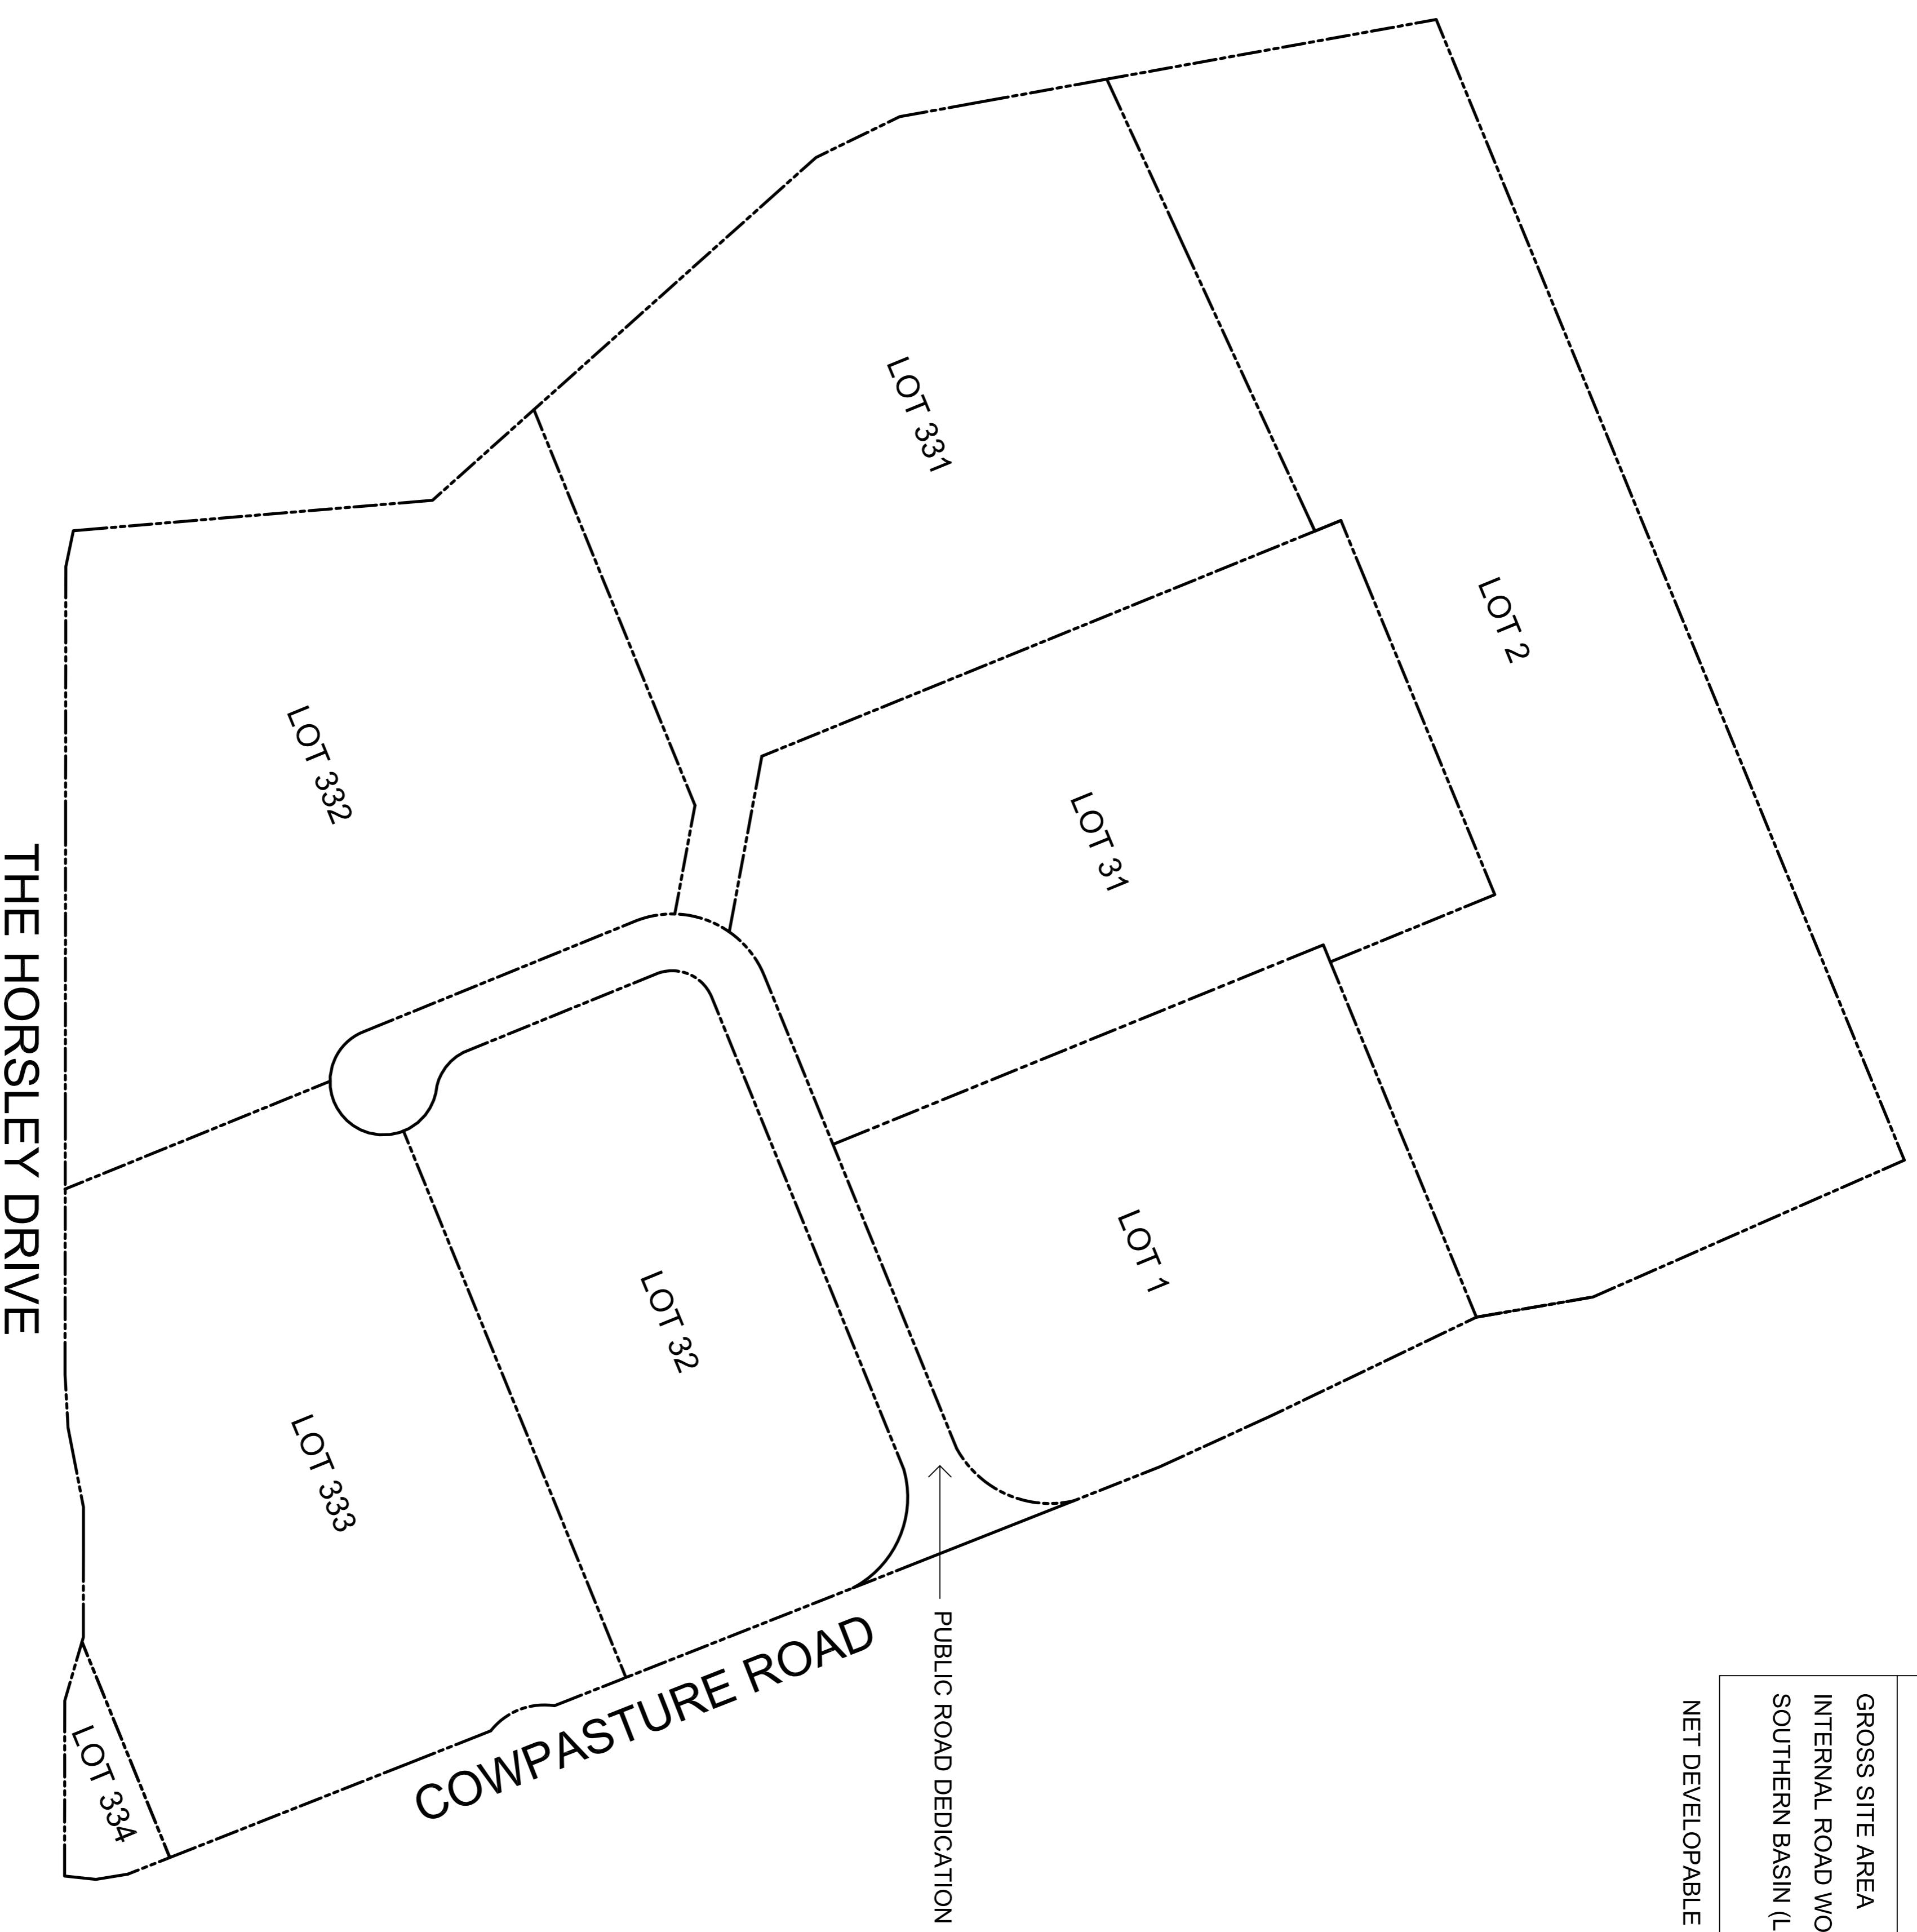 LOT 2
LOT 331
LOT 31
LOT 1
LOT 332
LOT 32
LOT 333
LOT 334
THE HORSLEY DRIVE
COWPASTURE ROAD
PUBLIC ROAD DEDICATION
GROSS SITE AREA
INTERNAL ROAD WO
SOUTHERN BASIN (L
NET DEVELOPABLE